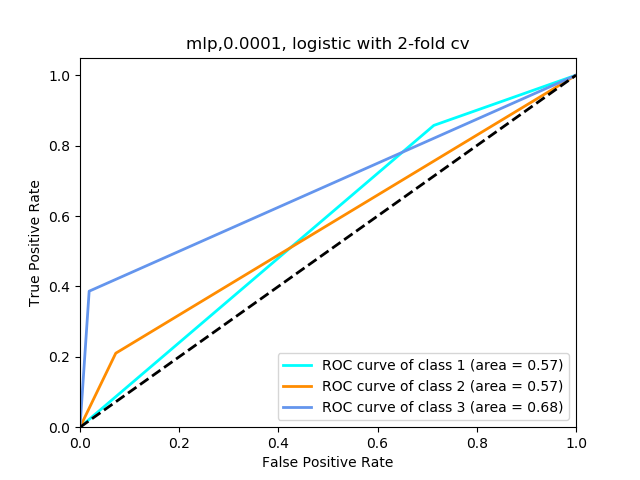 mlp,0.0001, logistic with 2-fold cv
True Positive Rate
1.0
0.8
0.6
0.4
0.2
0.0
ROC curve of class 1 (area = 0.57)
ROC curve of class 2 (area = 0.57)
ROC curve of class 3 (area = 0.68)
0.0 0.2 0.4 0.6 0.8 1.0
False Positive Rate